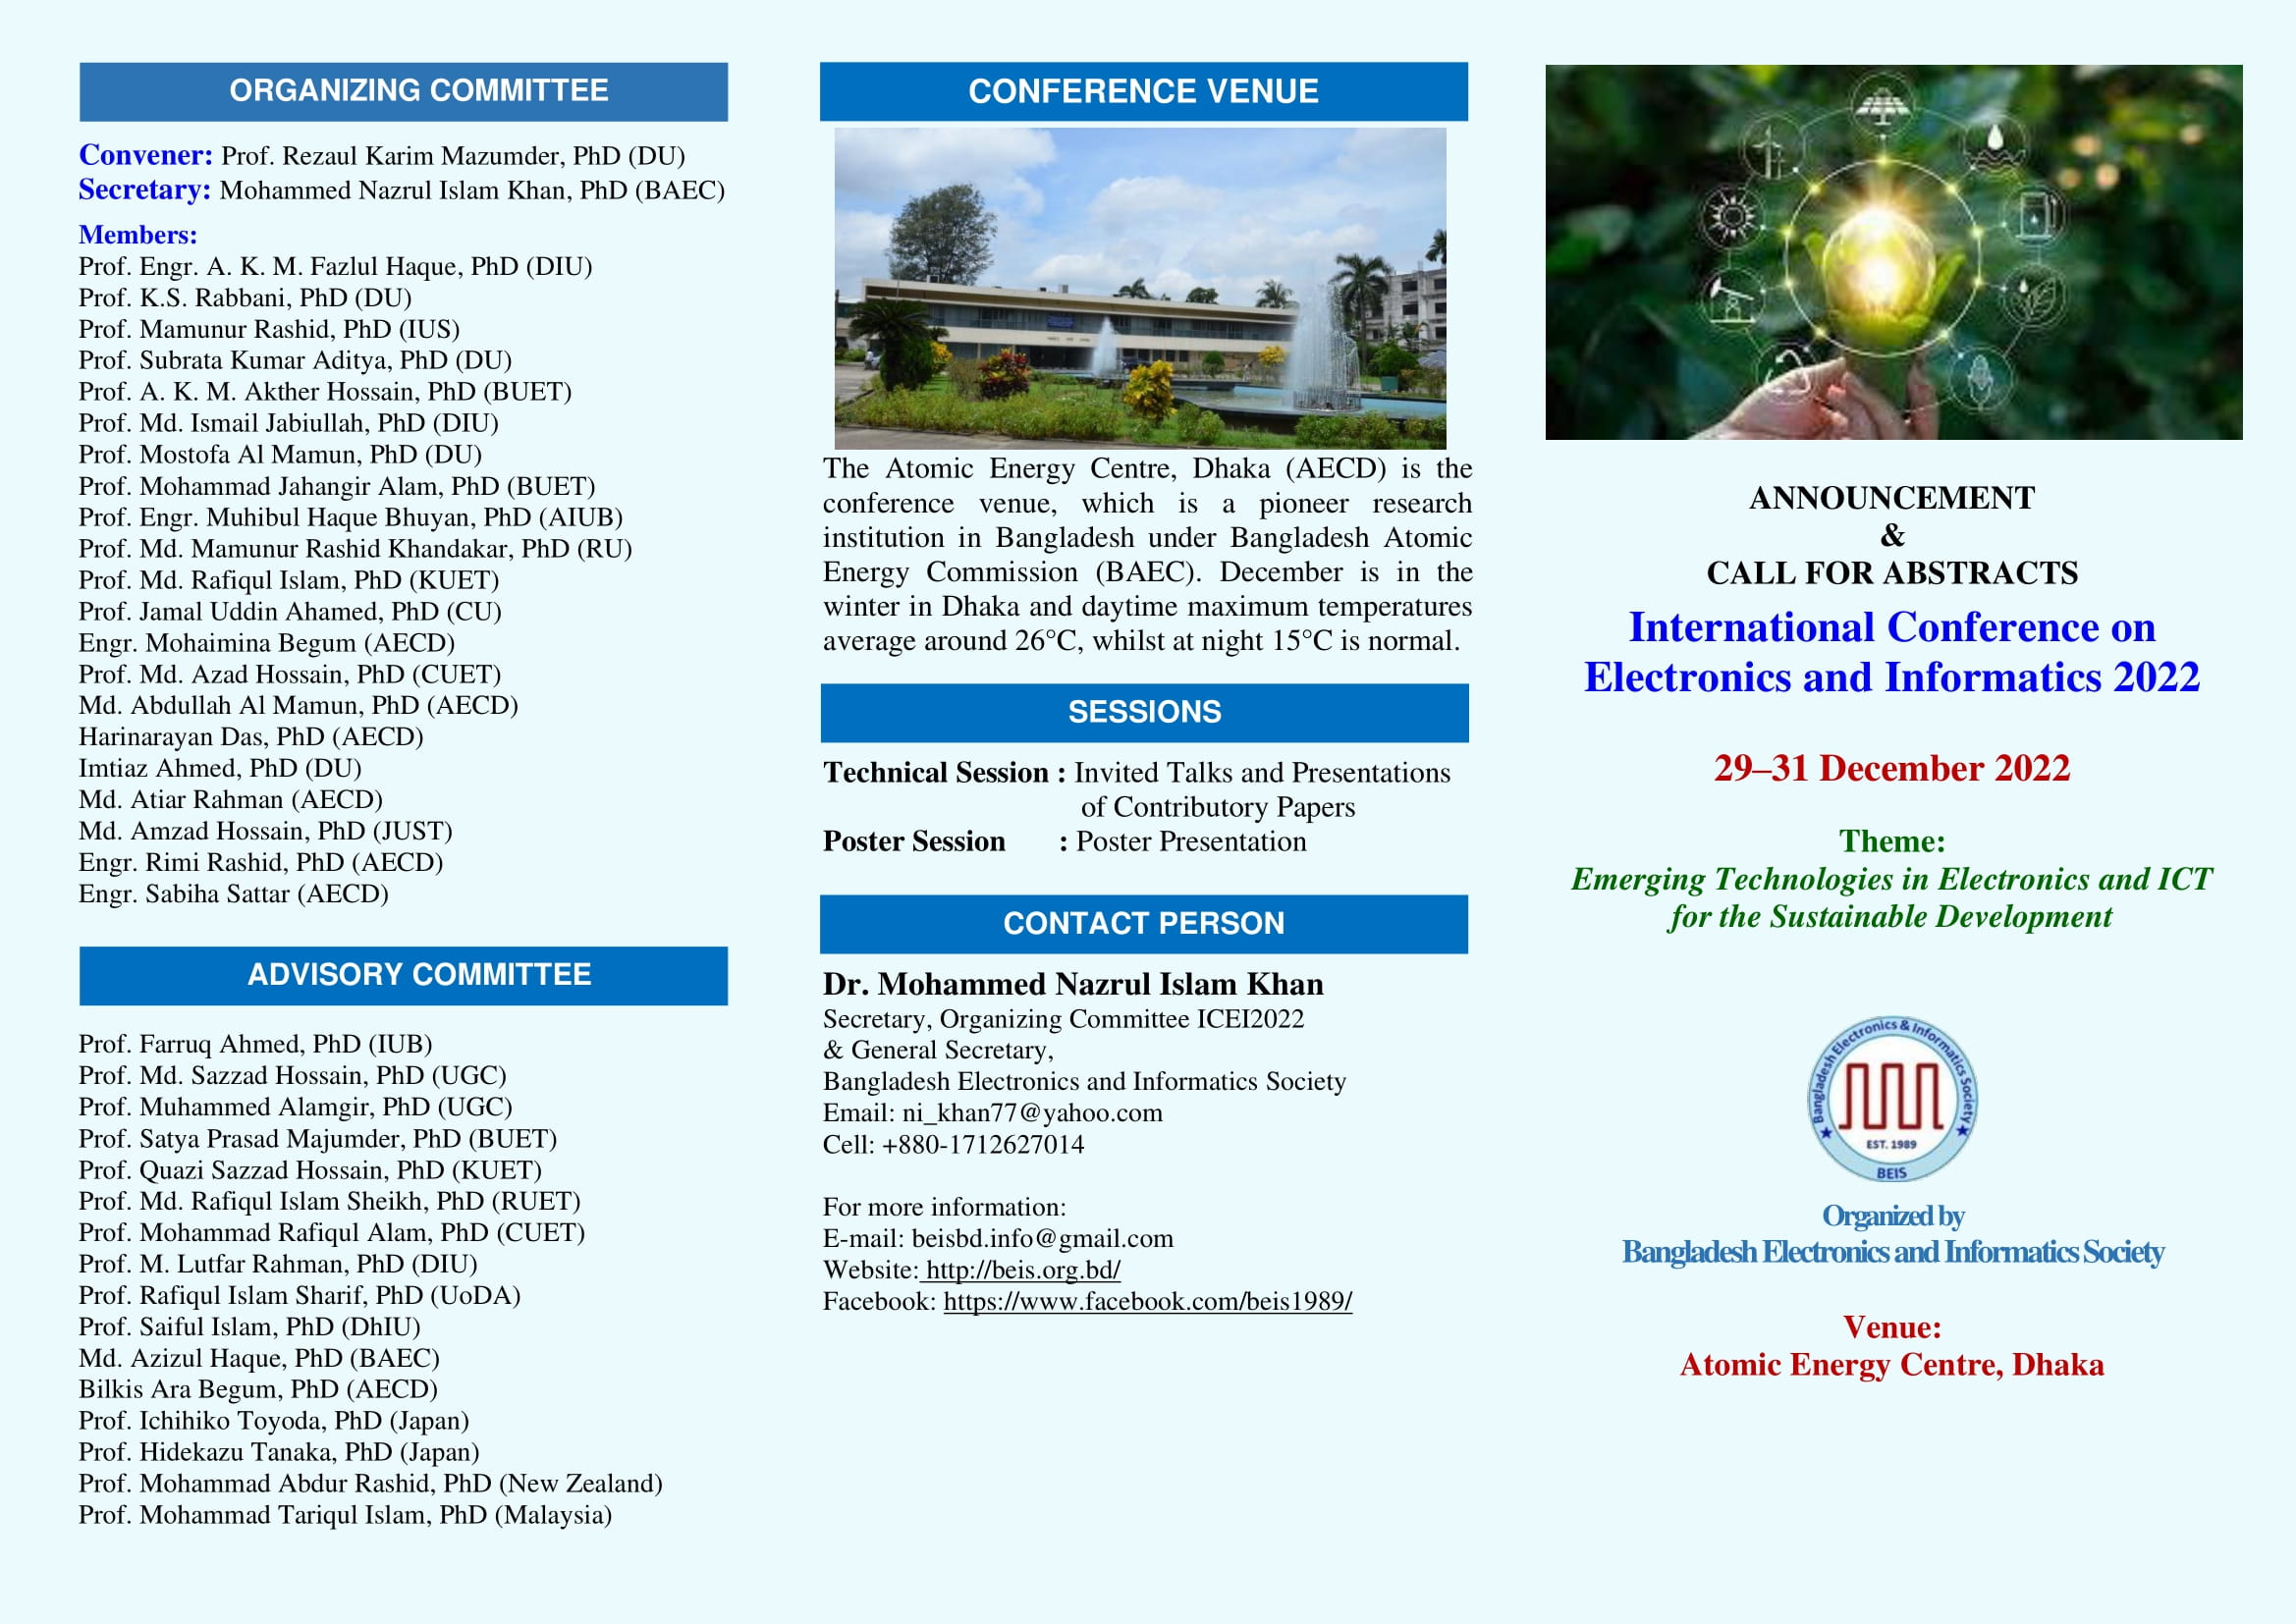 ORGANIZING COMMITTEE
Convener: Prof. Rezaul Karim Mazumder, PhD (DU)
Secretary: Mohammed Nazrul Islam Khan, PhD (BAEC)
Members:
Prof. Engr. A. K. M. Fazlul Haque, PhD (DIU)
Prof. K.S. Rabbani, PhD (DU)
Prof. Mamunur Rashid, PhD (IUS)
Prof. Subrata Kumar Aditya, PhD (DU)
Prof. A. K. M. Akther Hossain, PhD (BUET)
Prof. Md. Ismail Jabiullah, PhD (DIU)
Prof. Mostofa Al Mamun, PhD (DU)
Prof. Mohammad Jahangir Alam, PhD (BUET)
Prof. Engr. Muhibul Haque Bhuyan, PhD (AIUB)
Prof. Md. Mamunur Rashid Khandakar, PhD (RU)
Prof. Md. Rafiqul Islam, PhD (KUET)
Prof. Jamal Uddin Ahamed, PhD (CU)
Engr. Mohaimina Begum (AECD)
Prof. Md. Azad Hossain, PhD (CUET)
Md. Abdullah Al Mamun, PhD (AECD)
Harinarayan Das, PhD (AECD)
Imtiaz Ahmed, PhD (DU)
Md. Atiar Rahman (AECD)
Md. Amzad Hossain, PhD (JUST)
Engr. Rimi Rashid, PhD (AECD)
Engr. Sabiha Sattar (AECD)
ADVISORY COMMITTEE
Prof. Farruq Ahmed, PhD (IUB)
Prof. Md. Sazzad Hossain, PhD (UGC)
Prof. Muhammed Alamgir, PhD (UGC)
Prof. Satya Prasad Majumder, PhD (BUET)
Prof. Quazi Sazzad Hossain, PhD (KUET)
Prof. Md. Rafiqul Islam Sheikh, PhD (RUET)
Prof. Mohammad Rafiqul Alam, PhD (CUET)
Prof. M. Lutfar Rahman, PhD (DIU)
Prof. Rafiqul Islam Sharif, PhD (UoDA)
Prof. Saiful Islam, PhD (DhIU)
Md. Azizul Haque, PhD (BAEC)
Bilkis Ara Begum, PhD (AECD)
Prof. Ichihiko Toyoda, PhD (Japan)
Prof. Hidekazu Tanaka, PhD (Japan)
Prof. Mohammad Abdur Rashid, PhD (New Zealand)
Prof. Mohammad Tariqul Islam, PhD (Malaysia)
CONFERENCE VENUE
The Atomic Energy Centre, Dhaka (AECD) is the
conference venue, which is a pioneer research
institution in Bangladesh under Bangladesh Atomic
Energy Commission (BAEC). December is in the
winter in Dhaka and daytime maximum temperatures
average around 26°C, whilst at night 15°C is normal.
SESSIONS
Technical Session : Invited Talks and Presentations
of Contributory Papers
Poster Session : Poster Presentation
CONTACT PERSON
Dr. Mohammed Nazrul Islam Khan
Secretary, Organizing Committee ICEI2022
& General Secretary,
Bangladesh Electronics and Informatics Society
Email: ni_khan77@yahoo.com
Cell: +880-1712627014
For more information:
E-mail: beisbd.info@gmail.com
Website: http://beis.org.bd/
Facebook: https://www.facebook.com/beis1989/
ANNOUNCEMENT
&
CALL FOR ABSTRACTS
International Conference on
Electronics and Informatics 2022
29–31 December 2022
Theme:
Emerging Technologies in Electronics and ICT
for the Sustainable Development
Bangladesh Electronics & Informatics Society
EST. 1989
BEIS
Organized by
Bangladesh Electronics and Informatics Society
Venue:
Atomic Energy Centre, Dhaka